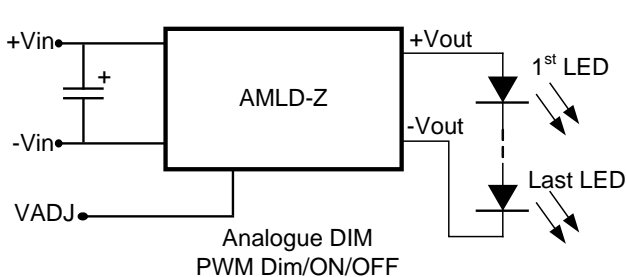 +Vin
+Vout
1st LED
+
AMLD-Z
-Vout
-Vin
Last LED
VADJ
Analogue DIM
PWM Dim/ON/OFF